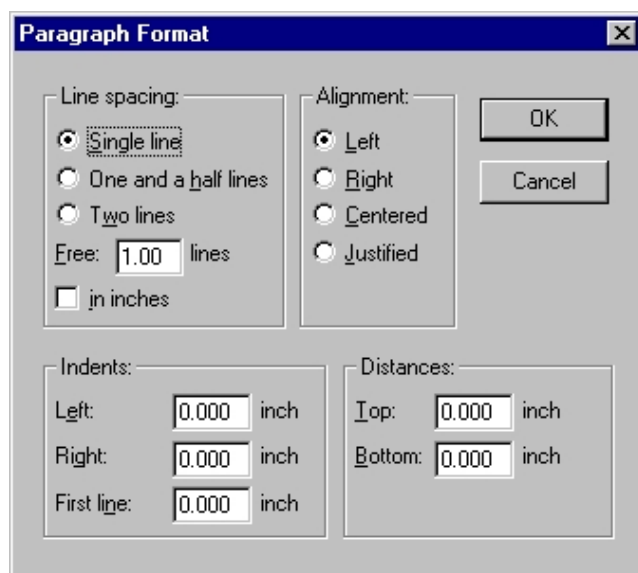 Paragraph Format
Line spacing:
Single line
One and a half lines
Two lines
Free: 1.00 lines
in inches
Alignment:
Left
Right
Centered
Justified
OK
Cancel
Indents:
Left: 0.000 inch
Right: 0.000 inch
First line: 0.000 inch
Distances:
Top: 0.000 inch
Bottom: 0.000 inch